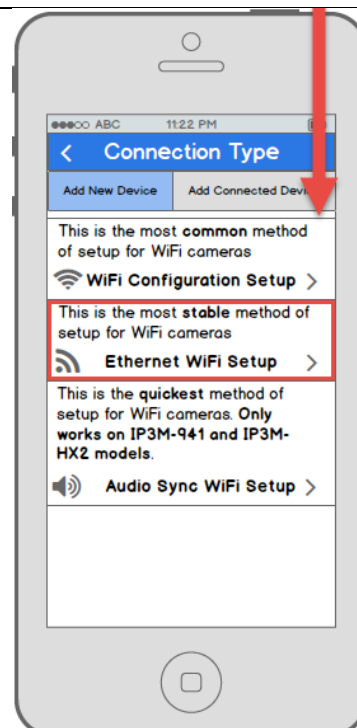 ABC 11:22 PM
Connection Type
Add New Device Add Connected
This is the most common method
of setup for WiFi cameras
WiFi Configuration Setup
This is the most stable method of
setup for WiFi cameras
Ethernet WiFi Setup
This is the quickest method of
setup for WiFi cameras. Only
works on IP3M-941 and IP3M-
HX2 models.
Audio Sync WiFi Setup